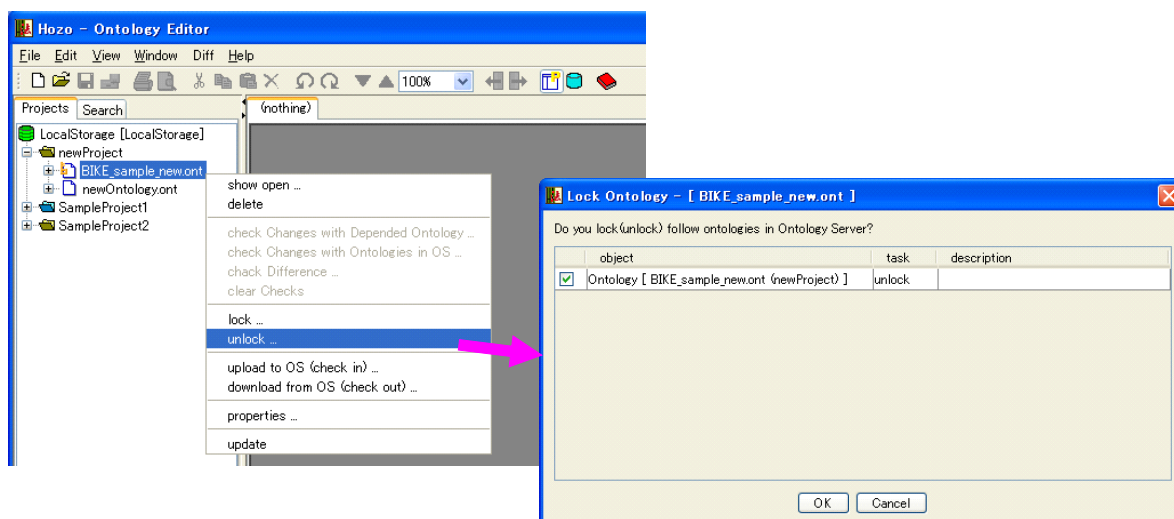 Hozo - Ontology Editor
File Edit View Window Diff Help
100%
Projects Search
(nothing)
LocalStorage [LocalStorage]
newProject
BIKE_sample_new.ont
newOntology.ont
SampleProject1
SampleProject2
show open ...
delete
check Changes with Depended Ontology ...
check Changes with Ontologies in OS ...
chack Difference ...
clear Checks
lock ...
unlock ...
upload to OS (check in) ...
download from OS (check out) ...
properties ...
update
Lock Ontology - [ BIKE_sample_new.ont ]
Do you lock(unlock) follow ontologies in Ontology Server?
object task description
Ontology [ BIKE_sample_new.ont (newProject) ] unlock
OK Cancel